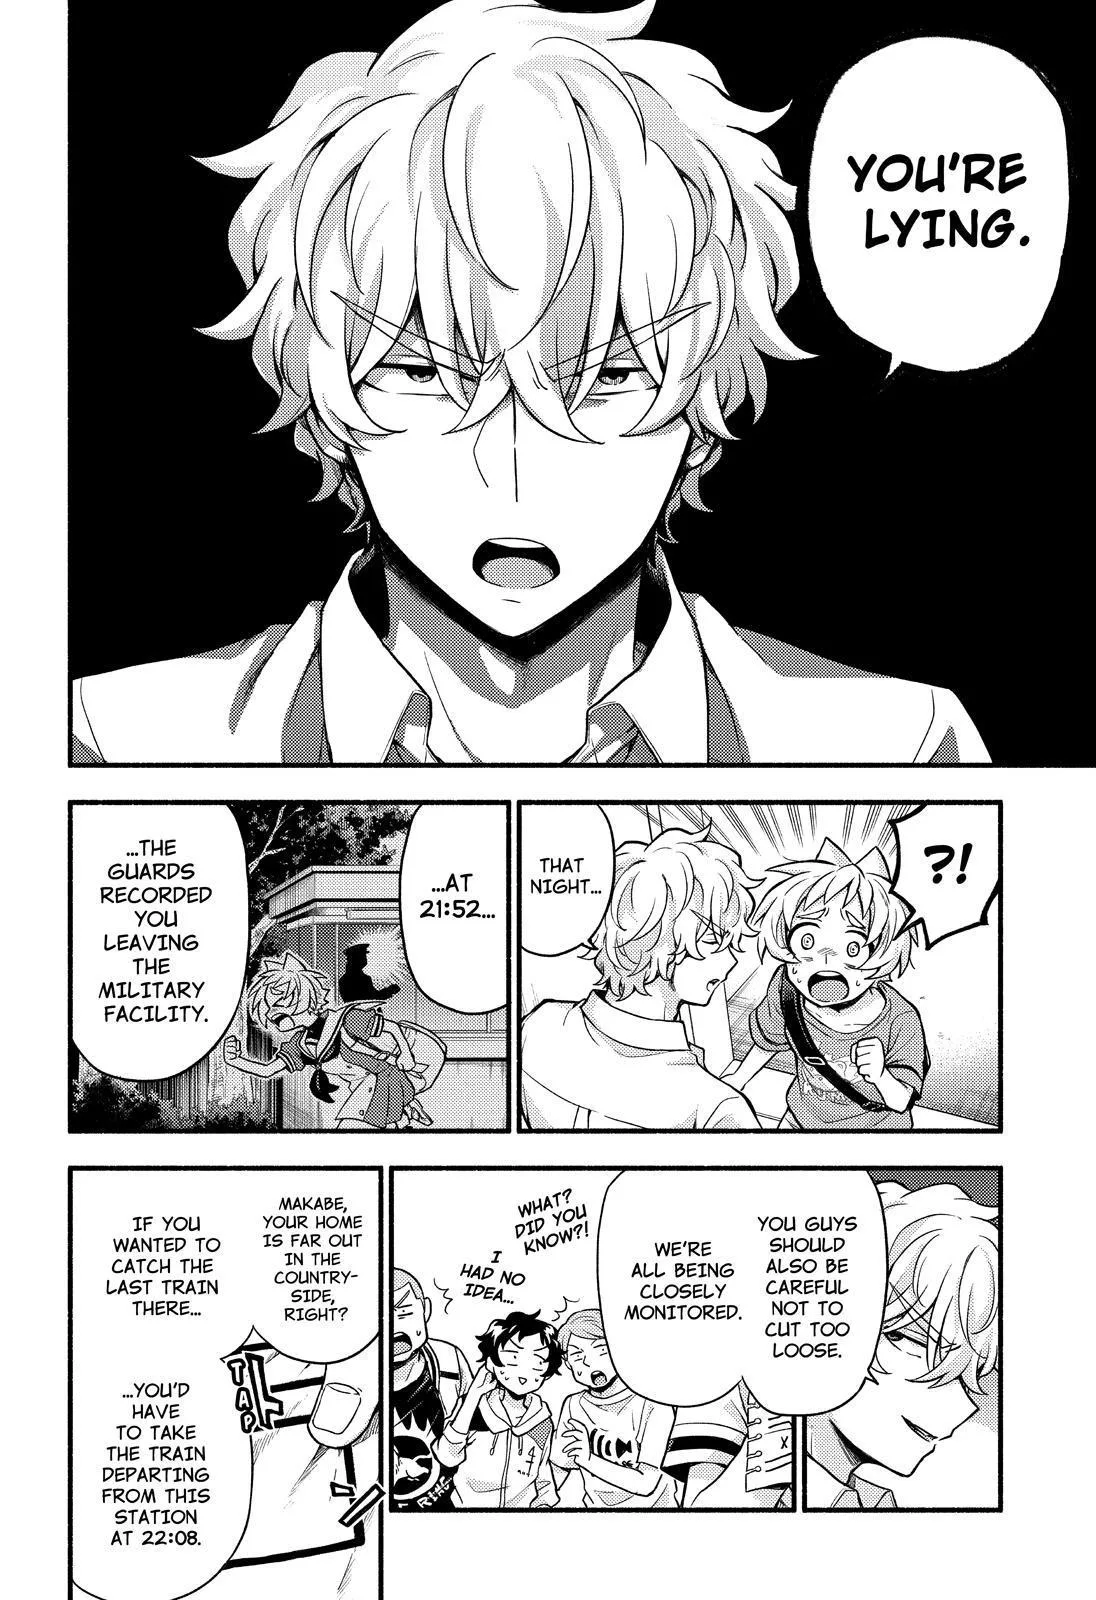 YOU'RE
LYING.
?!
THAT
NIGHT...
...AT
21:52...
...THE
GUARDS
RECORDED
YOU
LEAVING
THE
MILITARY
FACILITY.
YOU GUYS
SHOULD
ALSO BE
CAREFUL
NOT TO
CUT TOO
LOOSE.
WE'RE
ALL BEING
CLOSELY
MONITORED.
WHAT?
DID YOU
KNOW?!
I
HAD NO
IDEA...
MAKABE,
YOUR HOME
IS FAR OUT
IN THE
COUNTRY-
SIDE,
RIGHT?
IF YOU
WANTED TO
CATCH THE
LAST TRAIN
THERE...
TAP
...YOU'D
HAVE
TO TAKE
THE TRAIN
DEPARTING
FROM THIS
STATION
AT 22:08.